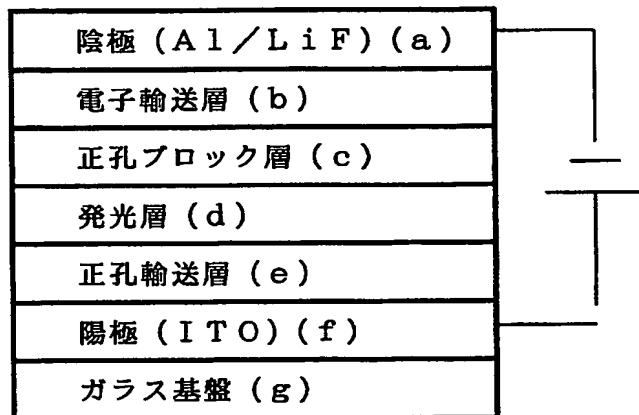 陰極(Al/LiF)(a)
電子輸送層(b)
正孔ブロック層(c)
発光層(d)
正孔輸送層(e)
陽極(ITO)(f)
ガラス基盤(g)